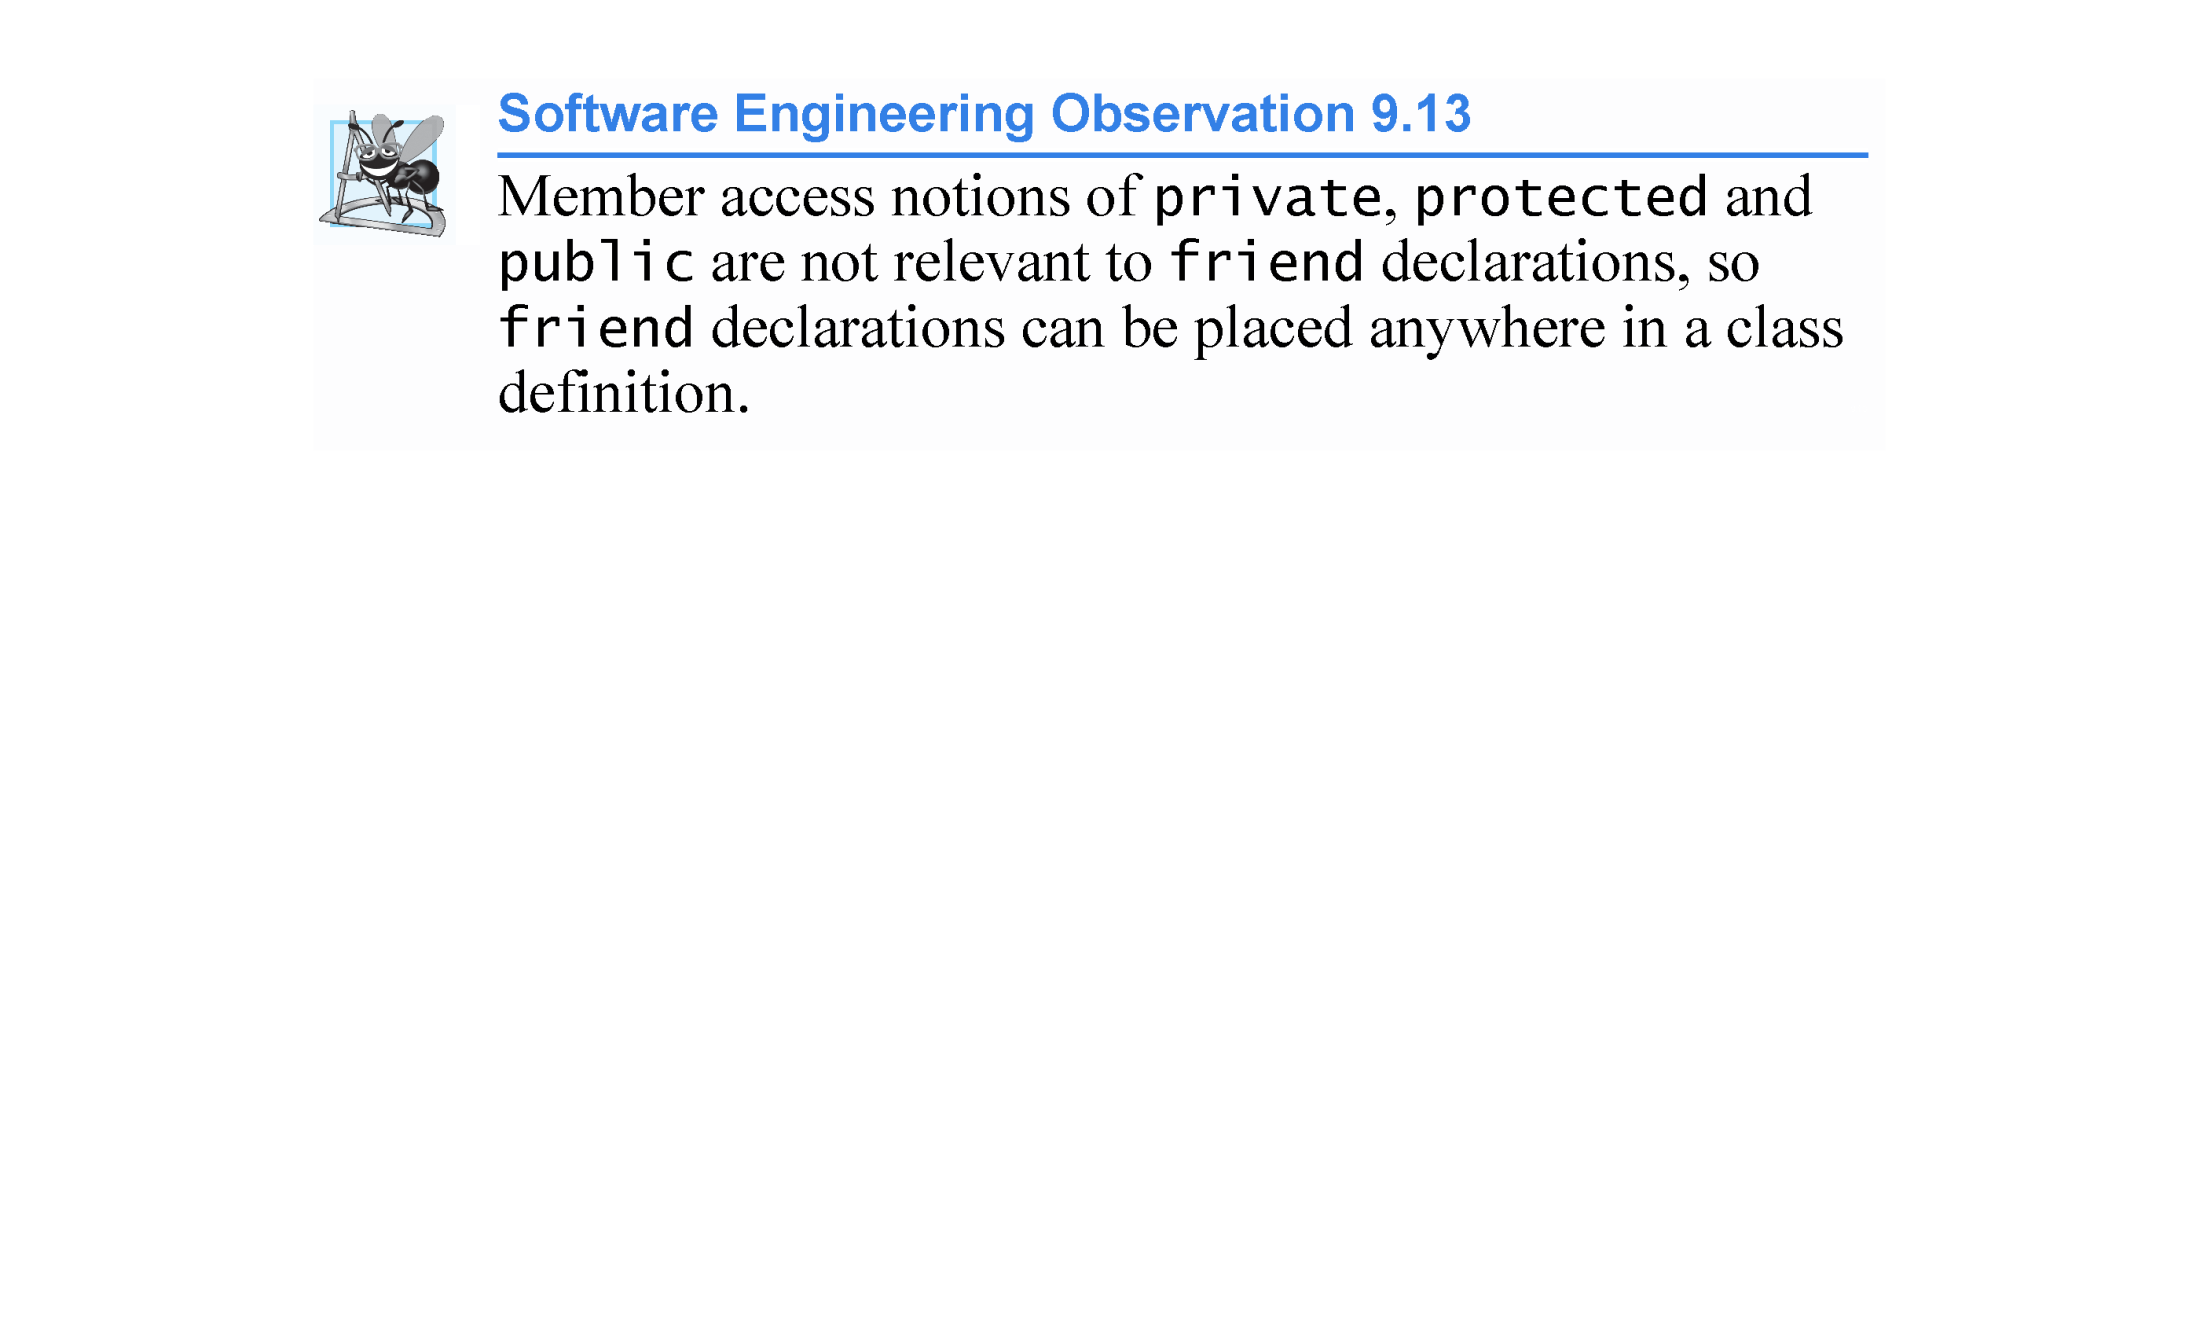 Software Engineering Observation 9.13
Member access notions of private, protected and
public are not relevant to friend declarations, so
friend declarations can be placed anywhere in a class
definition.